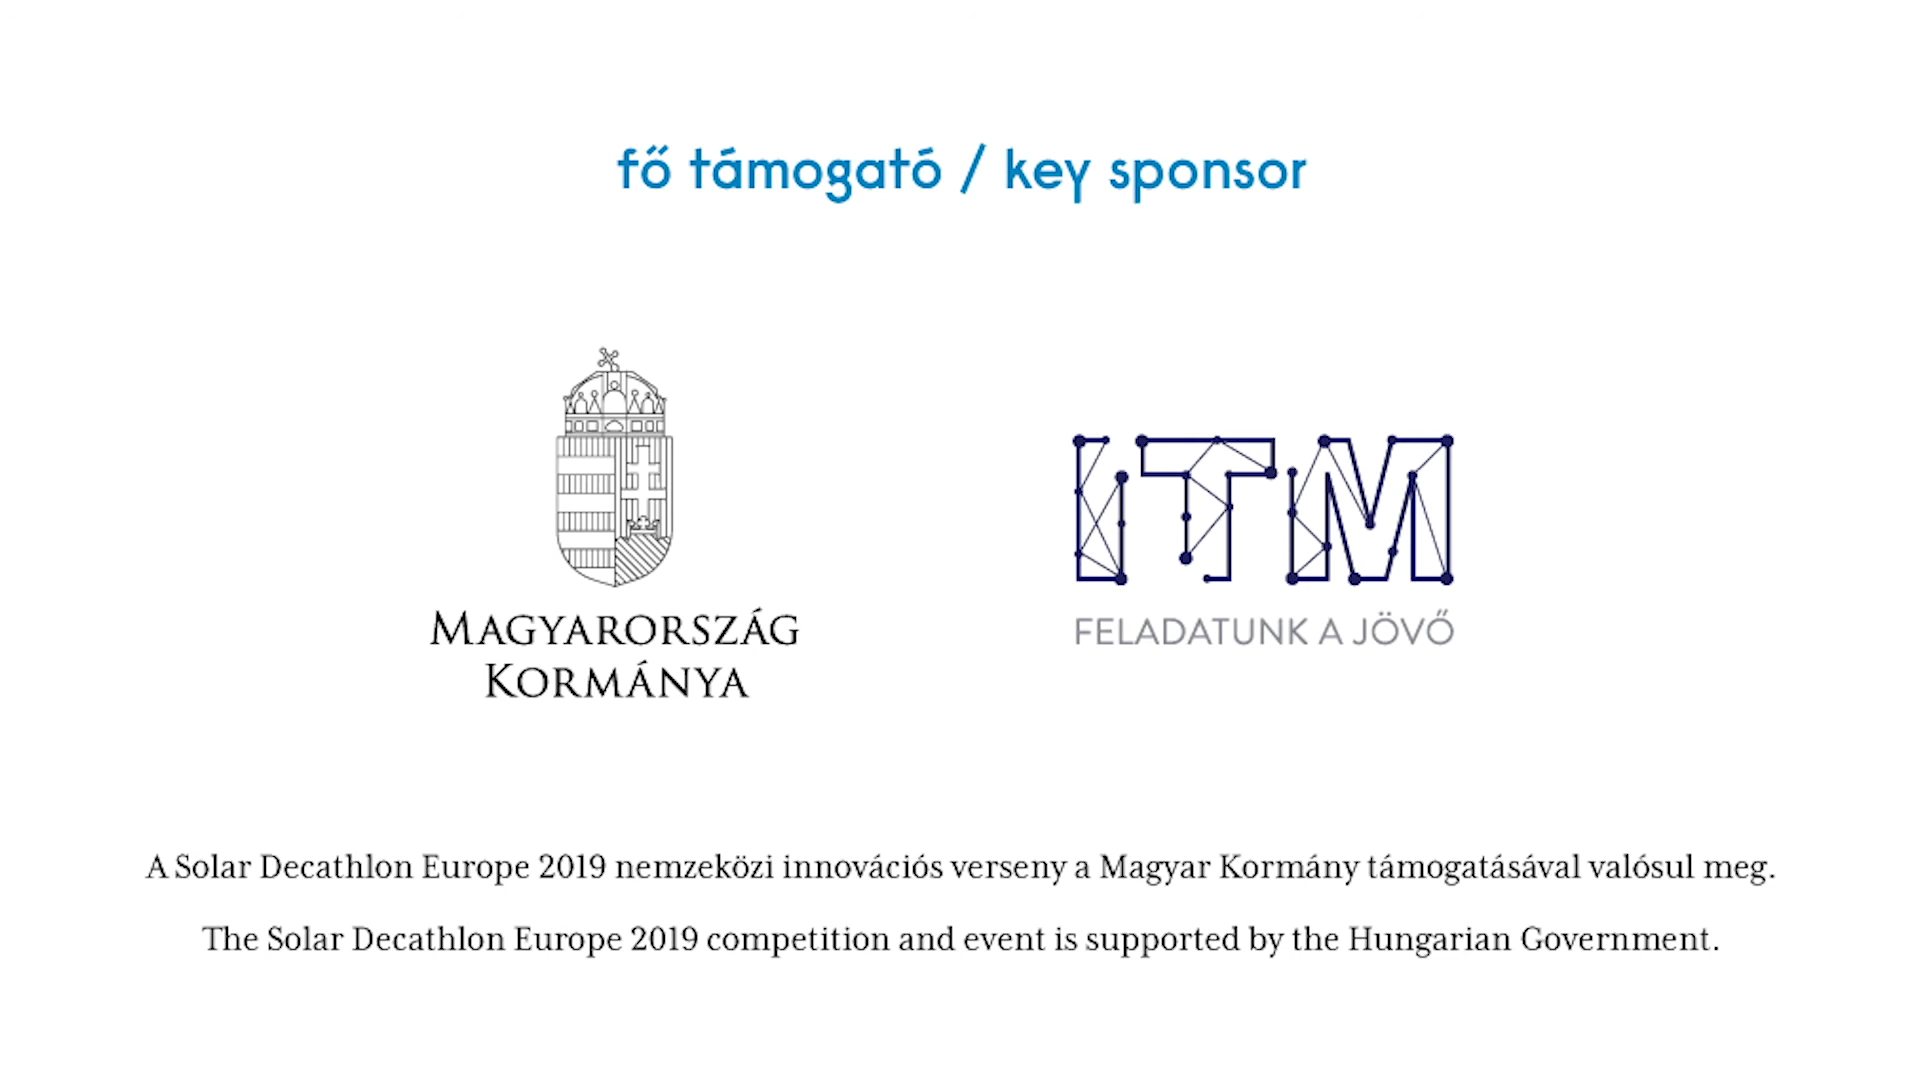 fő támogató / key sponsor
MAGYARORSZÁG
KORMÁNYA
ITM
FELADATUNK A JÖVŐ
A Solar Decathlon Europe 2019 nemzeközi innovációs verseny a Magyar Kormány támogatásával valósul meg.
The Solar Decathlon Europe 2019 competition and event is supported by the Hungarian Government.